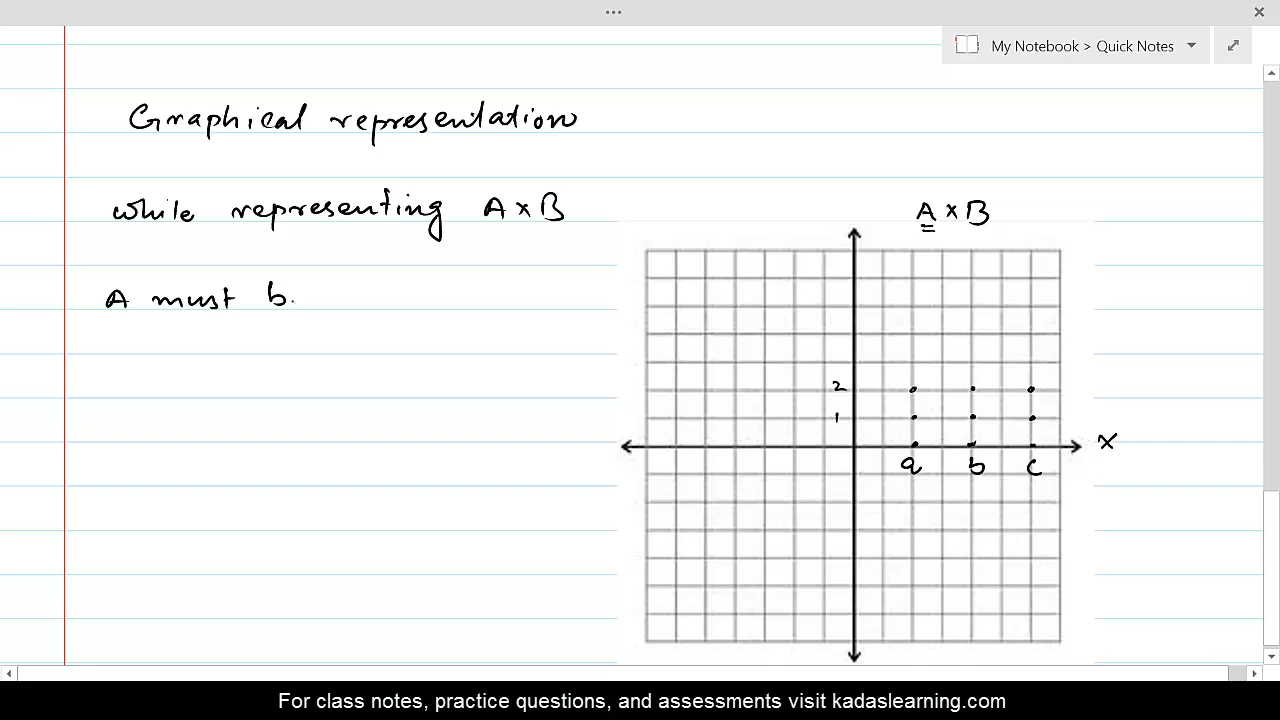 My Notebook > Quick Notes
Graphical representation
while representing A × B
A × B
A must b
2
1
X
a b c
For class notes, practice questions, and assessments visit kadaslearning.com